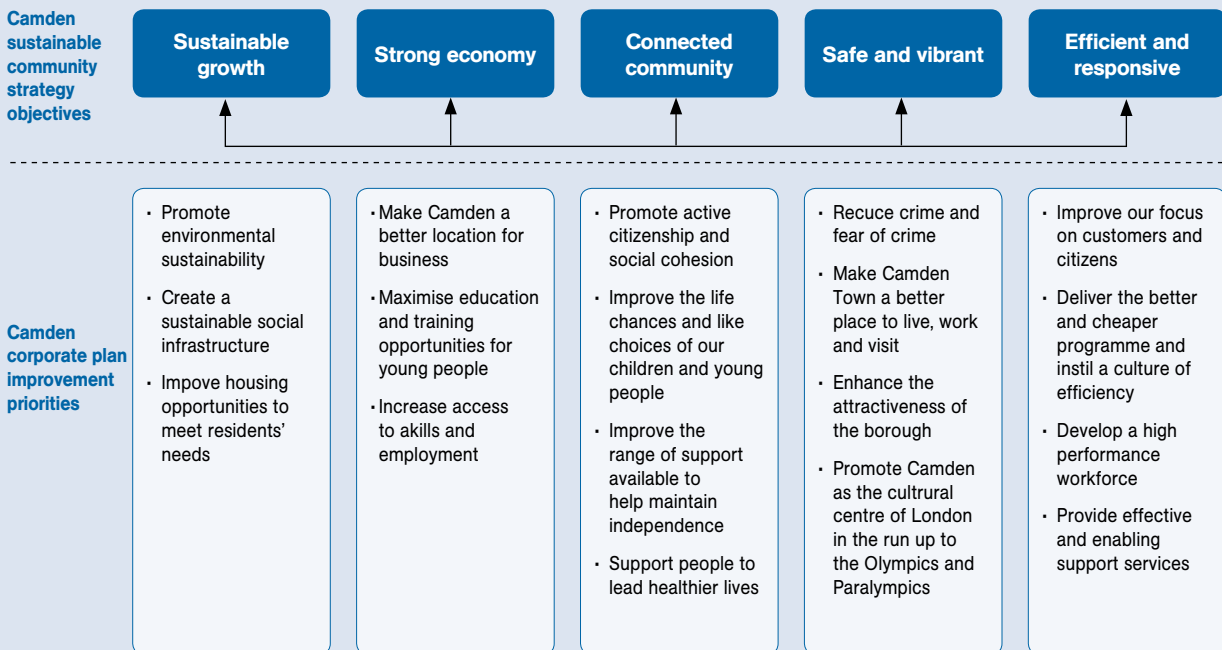 Camden
sustainable
community
strategy
objectives
Sustainable
growth
Strong economy
Connected
community
Safe and vibrant
Efficient and
responsive
Camden
corporate plan
improvement
priorities
· Promote
environmental
sustainability
· Create a
sustainable social
infrastructure
· Impove housing
opportunities to
meet residents'
needs
· Make Camden a
better location for
business
· Maximise education
and training
opportunities for
young people
· Increase access
to akills and
employment
· Promote active
citizenship and
social cohesion
· Improve the life
chances and like
choices of our
children and young
people
· Improve the
range of support
available to
help maintain
independence
· Support people to
lead healthier lives
· Recuce crime and
fear of crime
· Make Camden
Town a better
place to live, work
and visit
· Enhance the
attractiveness of
the borough
· Promote Camden
as the cultrural
centre of London
in the run up to
the Olympics and
Paralympics
· Improve our focus
on customers and
citizens
· Deliver the better
and cheaper
programme and
instil a culture of
efficiency
· Develop a high
performance
workforce
· Provide effective
and enabling
support services